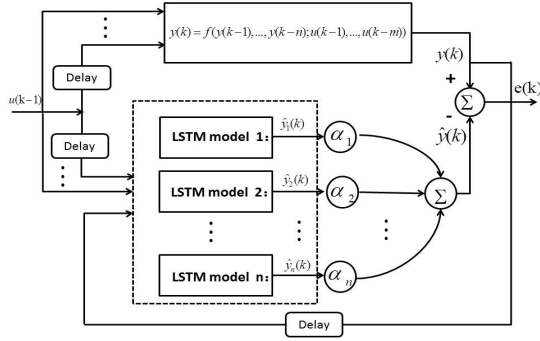 y(k) = f(y(k−1),...,y(k−n);u(k−1),...,u(k−m))
y(k)
Delay
+
u(k−1)
Σ
e(k)
-
Delay
ŷ(k)
LSTM model 1:
ŷ₁(k)
α₁
LSTM model 2:
ŷ₂(k)
α₂
Σ
LSTM model n:
ŷₙ(k)
αₙ
Delay